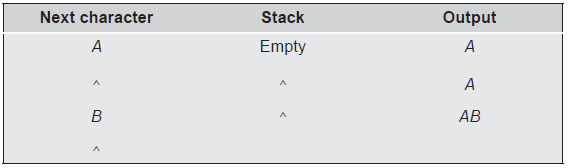 Next character Stack Output
A Empty A
^ ^ A
B ^ AB
^